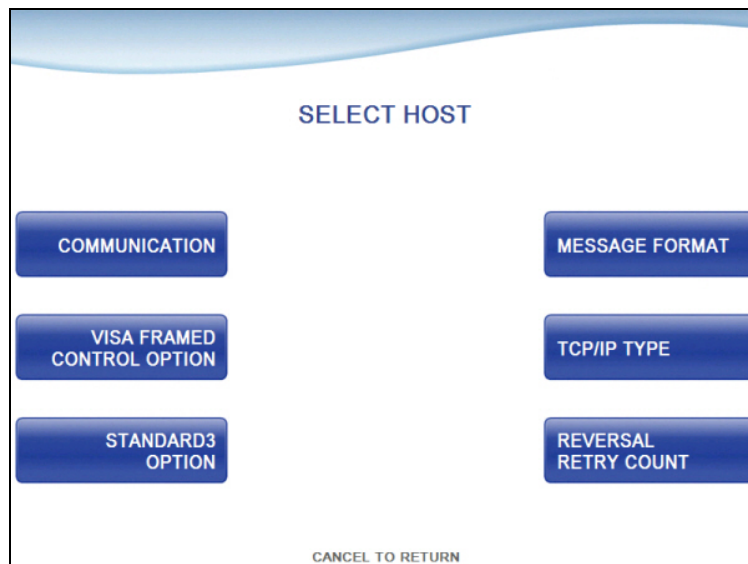 SELECT HOST
COMMUNICATION
MESSAGE FORMAT
VISA FRAMED
CONTROL OPTION
TCP/IP TYPE
STANDARD3
OPTION
REVERSAL
RETRY COUNT
CANCEL TO RETURN